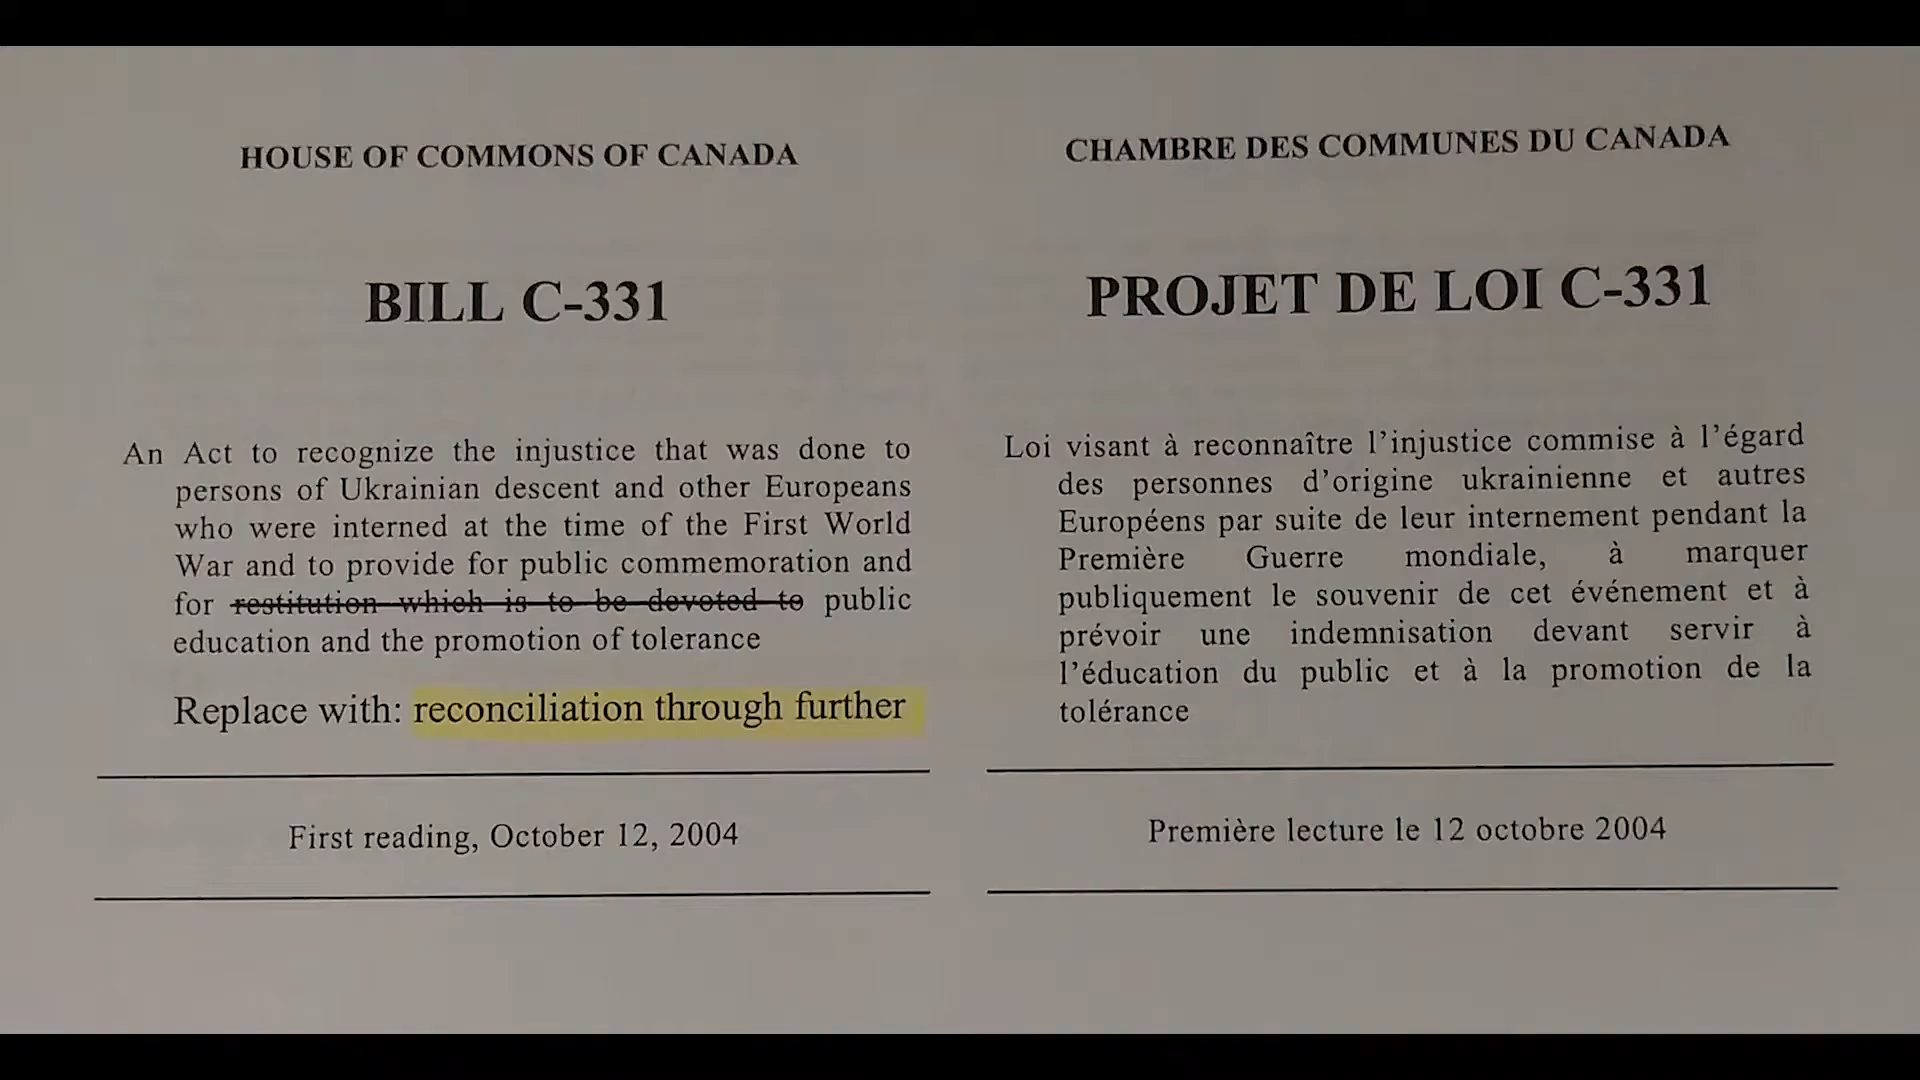 HOUSE OF COMMONS OF CANADA
BILL C-331
An Act to recognize the injustice that was done to
persons of Ukrainian descent and other Europeans
who were interned at the time of the First World
War and to provide for public commemoration and
for restitution which is to be devoted to public
education and the promotion of tolerance
Replace with: reconciliation through further
First reading, October 12, 2004
CHAMBRE DES COMMUNES DU CANADA
PROJET DE LOI C-331
Loi visant à reconnaître l'injustice commise à l'égard
des personnes d'origine ukrainienne et autres
Européens par suite de leur internement pendant la
Première Guerre mondiale, à marquer
publiquement le souvenir de cet événement et à
prévoir une indemnisation devant servir à
l'éducation du public et à la promotion de la
tolérance
Première lecture le 12 octobre 2004